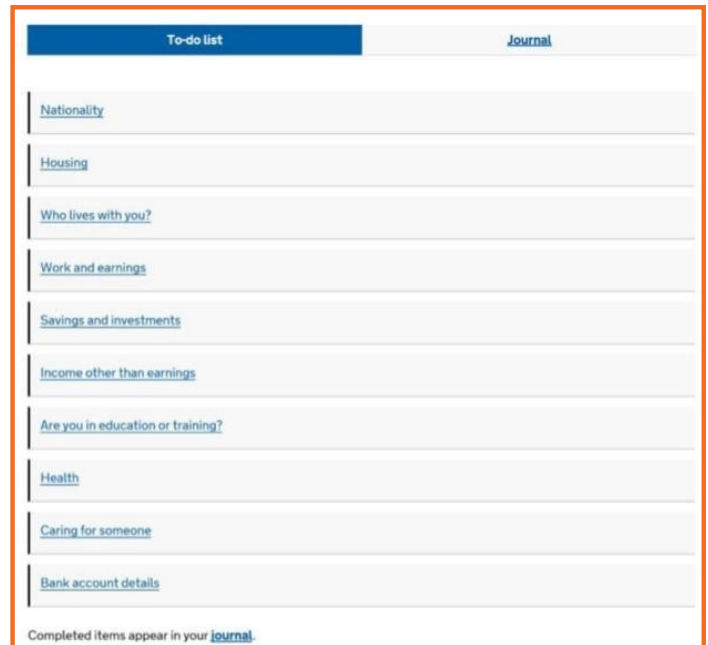 To-do list
Journal
Nationality
Housing
Who lives with you?
Work and earnings
Savings and investments
Income other than earnings
Are you in education or training?
Health
Caring for someone
Bank account details
Completed items appear in your journal.